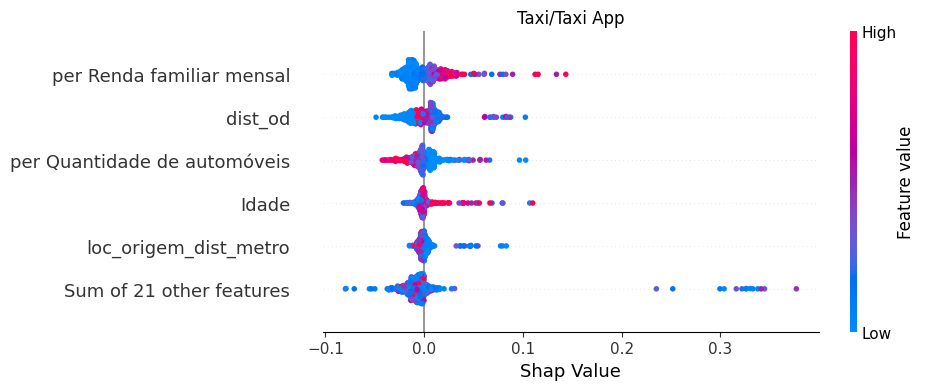 Taxi/Taxi App
High
per Renda familiar mensal
dist_od
per Quantidade de automóveis
Idade
loc_origem_dist_metro
Sum of 21 other features
Feature value
Low
−0.1 0.0 0.1 0.2 0.3
Shap Value